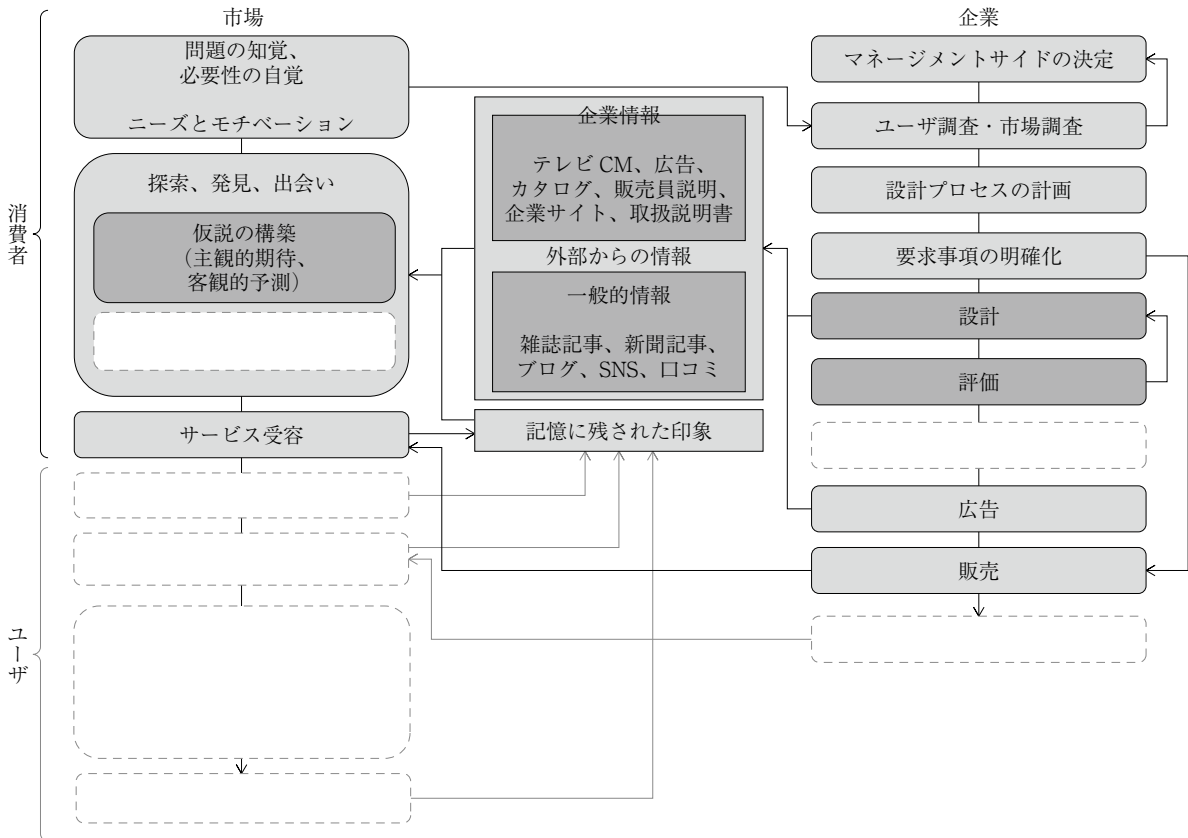 市場
企業
消費者
問題の知覚、
必要性の自覚
ニーズとモチベーション
探索、発見、出会い
仮説の構築
（主観的期待、
客観的予測）
サービス受容
ユーザ
企業情報
テレビ CM、広告、
カタログ、販売員説明、
企業サイト、取扱説明書
外部からの情報
一般的情報
雑誌記事、新聞記事、
ブログ、SNS、口コミ
記憶に残された印象
マネージメントサイドの決定
ユーザ調査・市場調査
設計プロセスの計画
要求事項の明確化
設計
評価
広告
販売